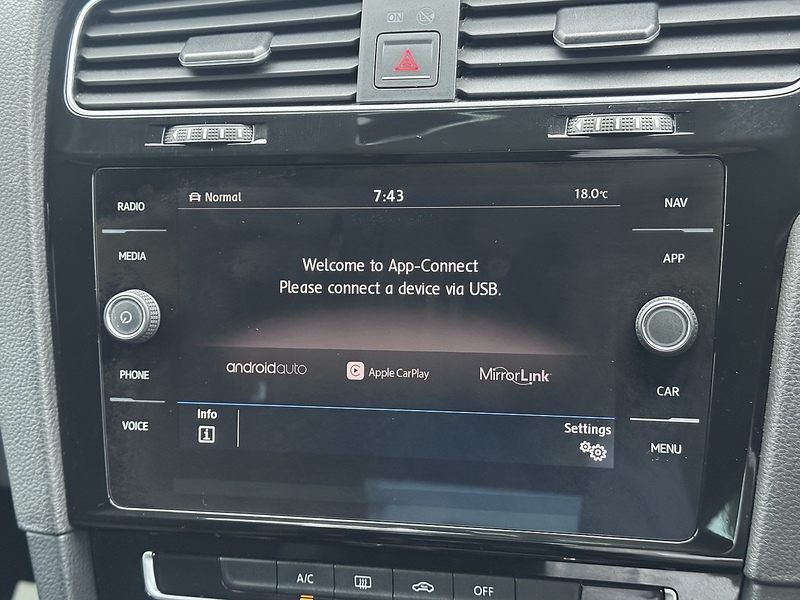 ON
RADIO
MEDIA
PHONE
VOICE
Normal 7:43 18.0°C
Welcome to App-Connect
Please connect a device via USB.
androidauto Apple CarPlay MirrorLink
Info
Settings
NAV
APP
CAR
MENU
A/C OFF